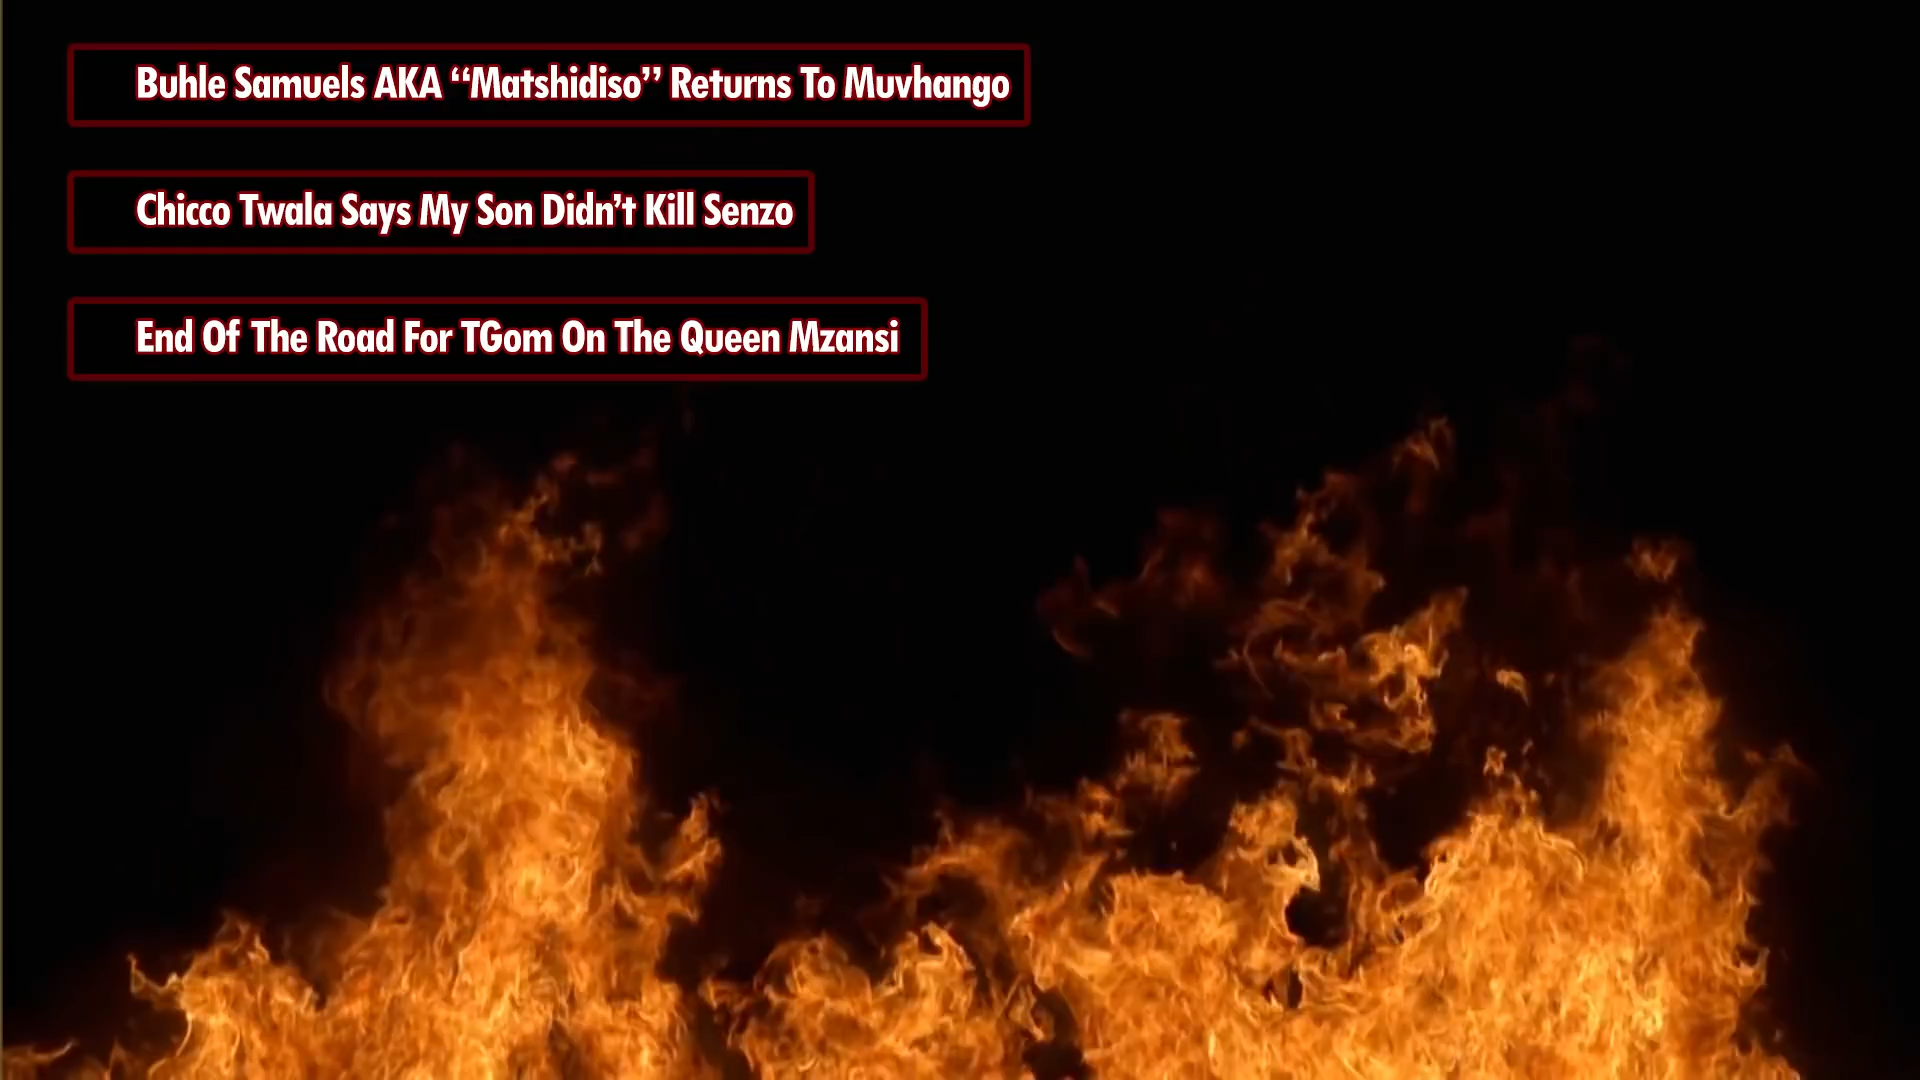 Buhle Samuels AKA “Matshidiso” Returns To Muvhango
Chicco Twala Says My Son Didn’t Kill Senzo
End Of The Road For TGom On The Queen Mzansi